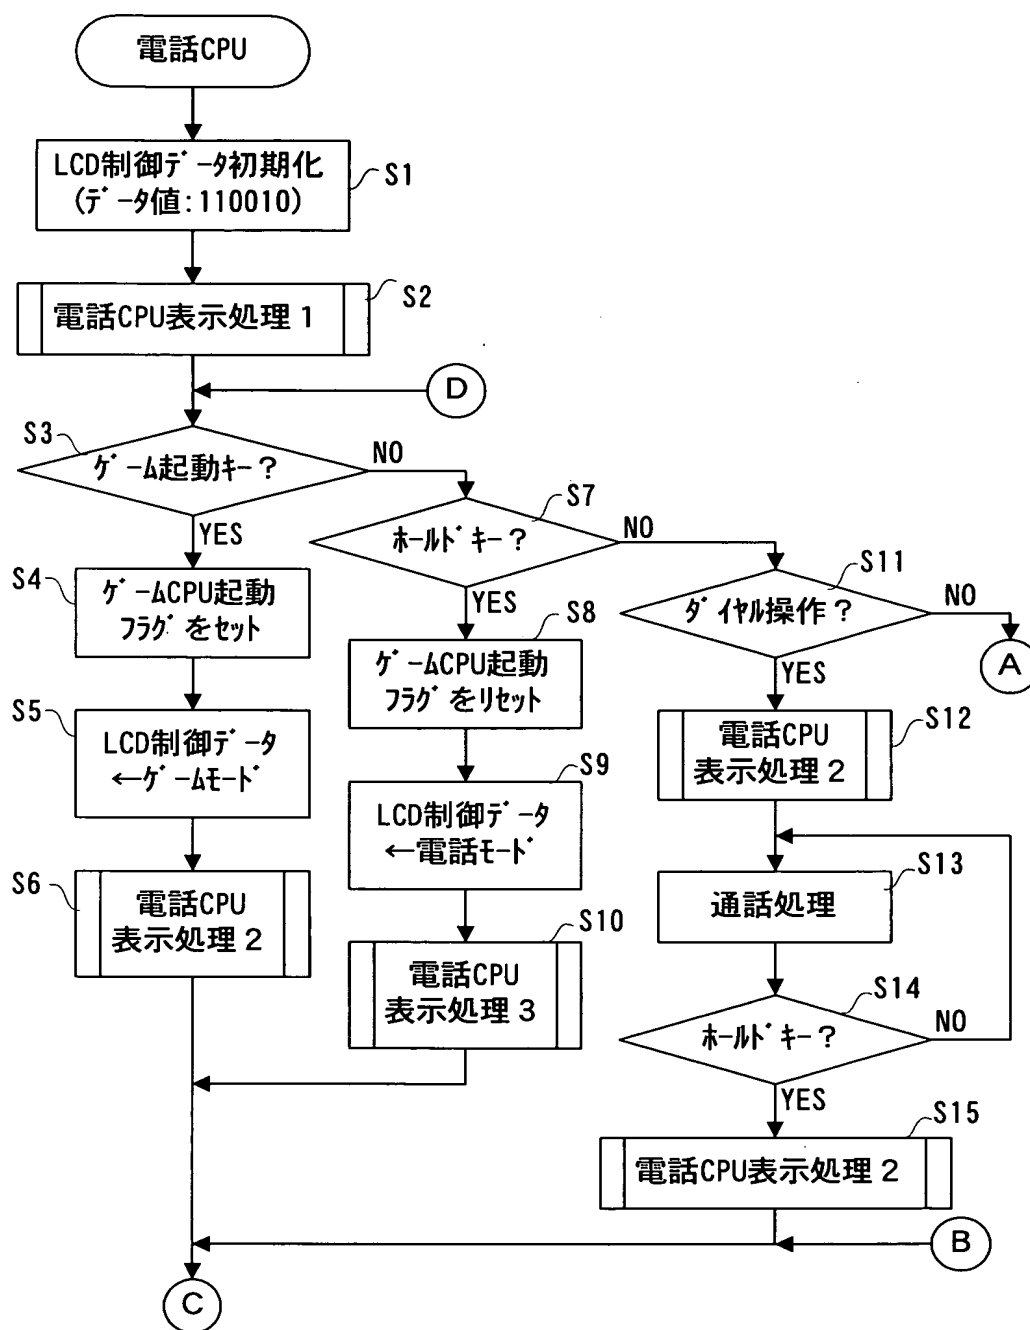 電話CPU
LCD制御ﾃﾞｰﾀ初期化
(ﾃﾞｰﾀ値:110010)
S1
電話CPU表示処理1
S2
D
S3
ｹﾞｰﾑ起動ｷｰ?
NO
YES
S4
ｹﾞｰﾑCPU起動
ﾌﾗｸﾞをｾｯﾄ
S5
LCD制御ﾃﾞｰﾀ
←ｹﾞｰﾑﾓｰﾄﾞ
S6
電話CPU
表示処理2
S7
ﾎｰﾙﾄﾞｷｰ?
NO
YES
S8
ｹﾞｰﾑCPU起動
ﾌﾗｸﾞをﾘｾｯﾄ
S9
LCD制御ﾃﾞｰﾀ
←電話ﾓｰﾄﾞ
S10
電話CPU
表示処理3
S11
ﾀﾞｲﾔﾙ操作?
NO
A
YES
S12
電話CPU
表示処理2
S13
通話処理
S14
ﾎｰﾙﾄﾞｷｰ?
NO
YES
S15
電話CPU表示処理2
B
C